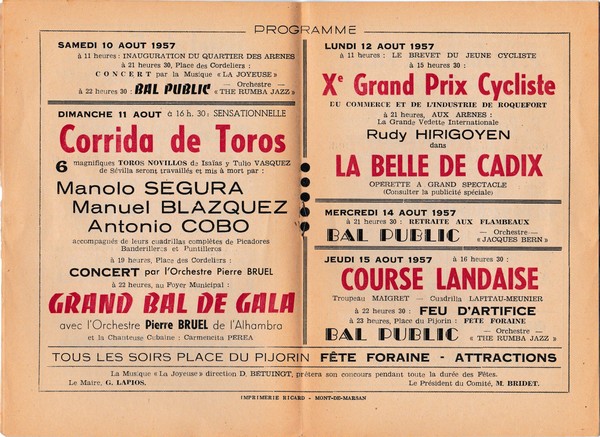 PROGRAMME
SAMEDI 10 AOUT 1957
à 11 heures : INAUGURATION DU QUARTIER DES ARENES
à 21 heures 30, Place des Cordeliers :
CONCERT par la Musique « LA JOYEUSE »
à 22 heures 30 : BAL PUBLIC — Orchestre — « THE RUMBA JAZZ »
DIMANCHE 11 AOUT à 16 h. 30 : SENSATIONNELLE
Corrida de Toros
6 magnifiques TOROS NOVILLOS de Isaïas y Tulio VASQUEZ
de Sévilla seront travaillés et mis à mort par :
Manolo SÉGURA
Manuel BLAZQUEZ
Antonio COBO
accompagnés de leurs cuadrillas complètes de Picadores
Banderilleros et Puntilleros
à 19 heures, Place des Cordeliers :
CONCERT par l'Orchestre Pierre BRUEL
à 22 heures, au Foyer Municipal :
GRAND BAL DE GALA
avec l'Orchestre Pierre BRUEL de l'Alhambra
et la Chanteuse Cubaine : Carmencita PEREA
LUNDI 12 AOUT 1957
à 11 heures : LE BREVET DU JEUNE CYCLISTE
à 15 heures 30 :
Xe Grand Prix Cycliste
DU COMMERCE ET DE L'INDUSTRIE DE ROQUEFORT
à 21 heures, AUX ARENES :
La Grande Vedette Internationale
Rudy HIRIGOYEN
dans
LA BELLE DE CADIX
OPERETTE A GRAND SPECTACLE
(Consulter la publicité spéciale)
MERCREDI 14 AOUT 1957
à 21 heures 30 : RETRAITE AUX FLAMBEAUX
BAL PUBLIC — Orchestre — « JACQUES BERN »
JEUDI 15 AOUT 1957 à 16 heures 30 :
COURSE LANDAISE
Troupeau MAIGRET — Cuadrilla LAPITAU-MEUNIER
à 22 heures 30 : FEU D'ARTIFICE
à 23 heures, Place du Pijorin : FETE FORAINE
BAL PUBLIC — Orchestre — « THE RUMBA JAZZ »
TOUS LES SOIRS PLACE DU PIJORIN FÊTE FORAINE - ATTRACTIONS
La Musique « La Joyeuse » direction D. BÉTUINOT, prêtera son concours pendant toute la durée des Fêtes.
Le Maire, G. LAPIOS. Le Président du Comité, M. BRIDET.
IMPRIMERIE RICARD - MONT-DE-MARSAN